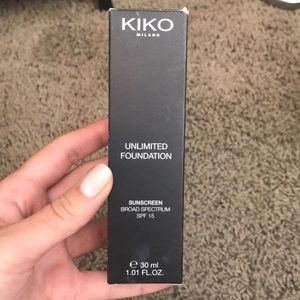 KIKO
MILANO
UNLIMITED
FOUNDATION
SUNSCREEN
BROAD SPECTRUM
SPF 15
℮ 30 ml
1.01 FL.OZ.